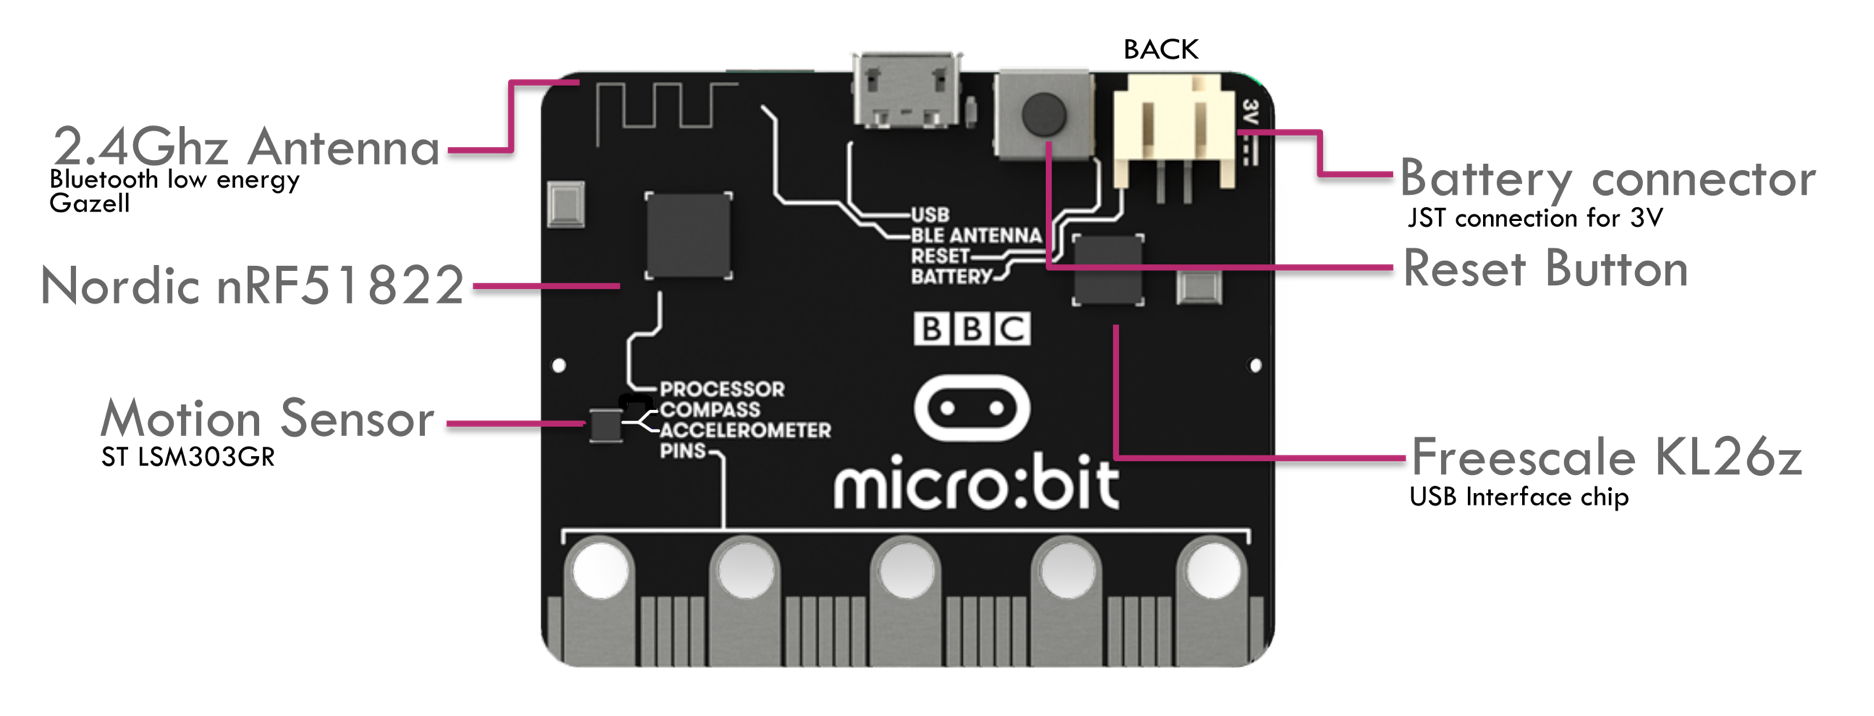 BACK
2.4Ghz Antenna
Bluetooth low energy
Gazell
Nordic nRF51822
Motion Sensor
ST LSM303GR
3V
USB
BLE ANTENNA
RESET
BATTERY
BBC
PROCESSOR
COMPASS
ACCELEROMETER
PINS
micro:bit
Battery connector
JST connection for 3V
Reset Button
Freescale KL26z
USB Interface chip